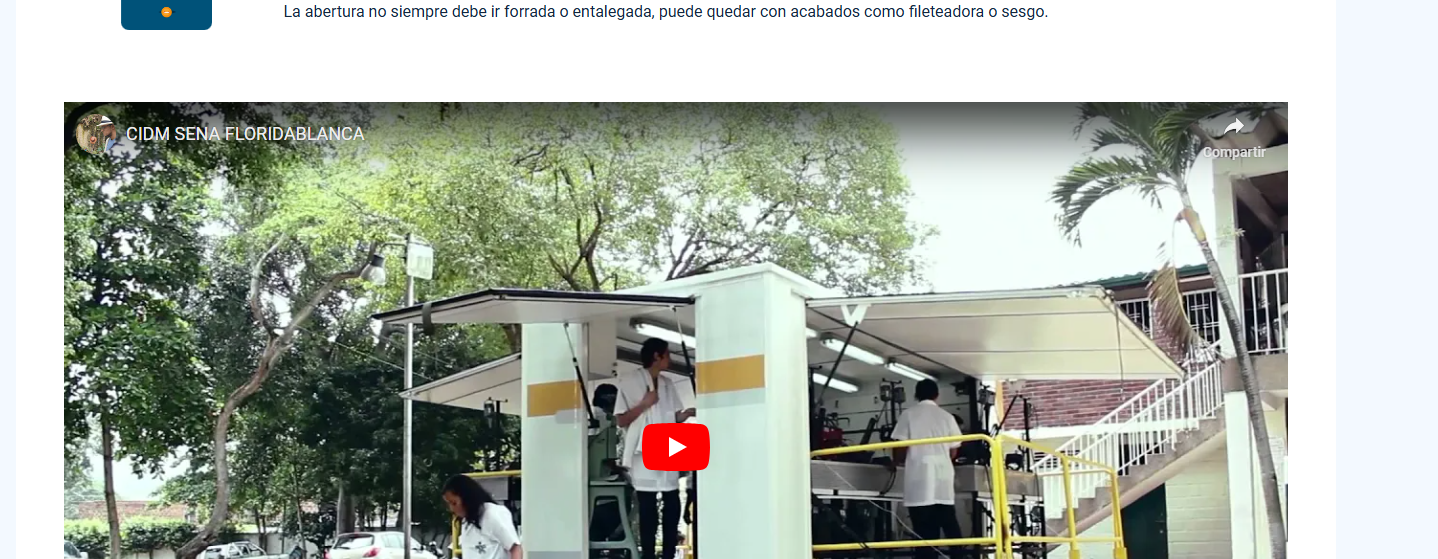 La abertura no siempre debe ir forrada o entalegada, puede quedar con acabados como fileteadora o sesgo.
CIDM SENA FLORIDABLANCA
Compartir